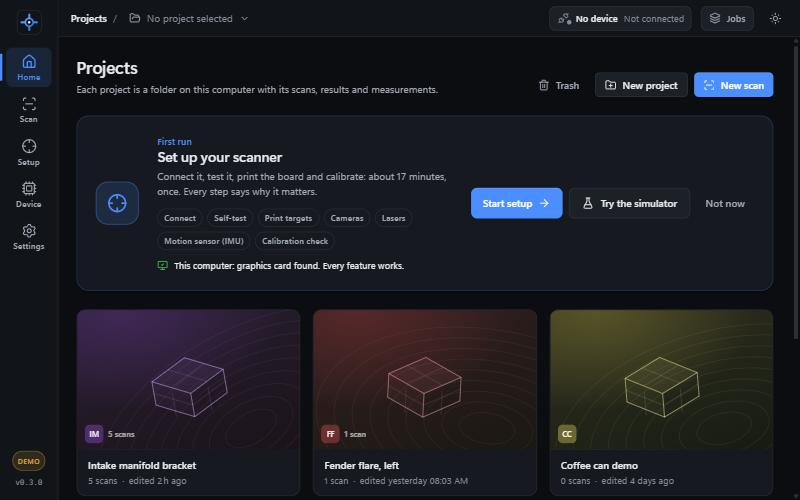 Projects / No project selected
No device Not connected
Jobs
Home
Scan
Setup
Device
Settings
DEMO
v0.3.0
Projects
Each project is a folder on this computer with its scans, results and measurements.
Trash
New project
New scan
First run
Set up your scanner
Connect it, test it, print the board and calibrate: about 17 minutes,
once. Every step says why it matters.
Connect Self-test Print targets Cameras Lasers
Motion sensor (IMU) Calibration check
This computer: graphics card found. Every feature works.
Start setup
Try the simulator
Not now
IM 5 scans
Intake manifold bracket
5 scans · edited 2 h ago
FF 1 scan
Fender flare, left
1 scan · edited yesterday 08:03 AM
CC
Coffee can demo
0 scans · edited 4 days ago